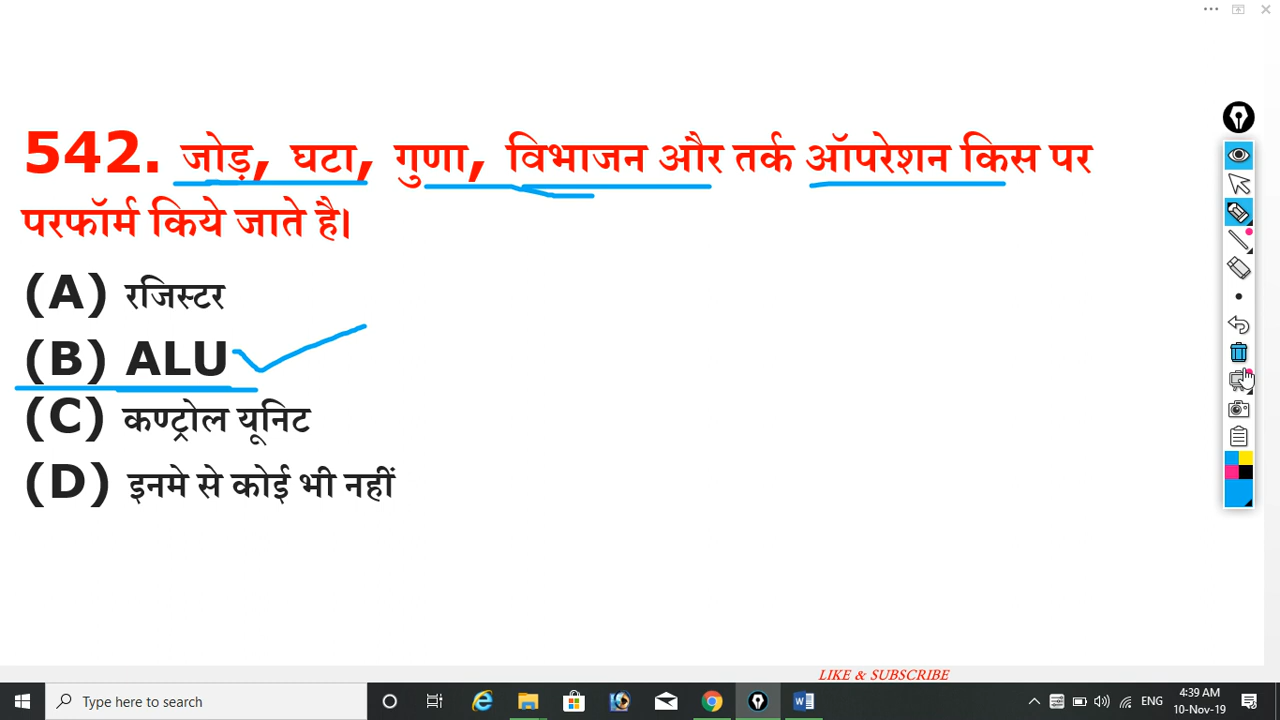 542. जोड़, घटा, गुणा, विभाजन और तर्क ऑपरेशन किस पर
परफॉर्म किये जाते है।
(A) रजिस्टर
(B) ALU
(C) कण्ट्रोल यूनिट
(D) इनमे से कोई भी नहीं
LIKE & SUBSCRIBE
Type here to search
ENG
4:39 AM
10-Nov-19